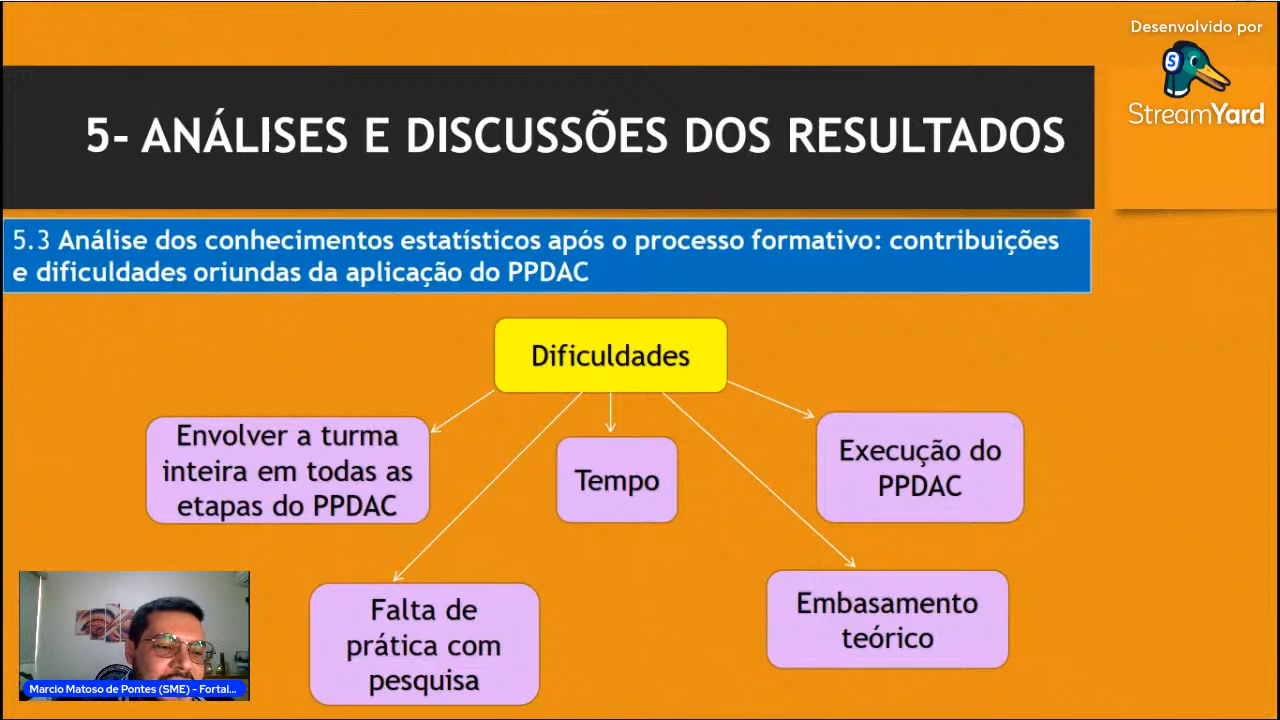 Desenvolvido por
StreamYard
5- ANÁLISES E DISCUSSÕES DOS RESULTADOS
5.3 Análise dos conhecimentos estatísticos após o processo formativo: contribuições
e dificuldades oriundas da aplicação do PPDAC
Dificuldades
Envolver a turma
inteira em todas as
etapas do PPDAC
Tempo
Execução do
PPDAC
Falta de
prática com
pesquisa
Embasamento
teórico
Marcio Matoso de Pontes (SME) - Fortal...